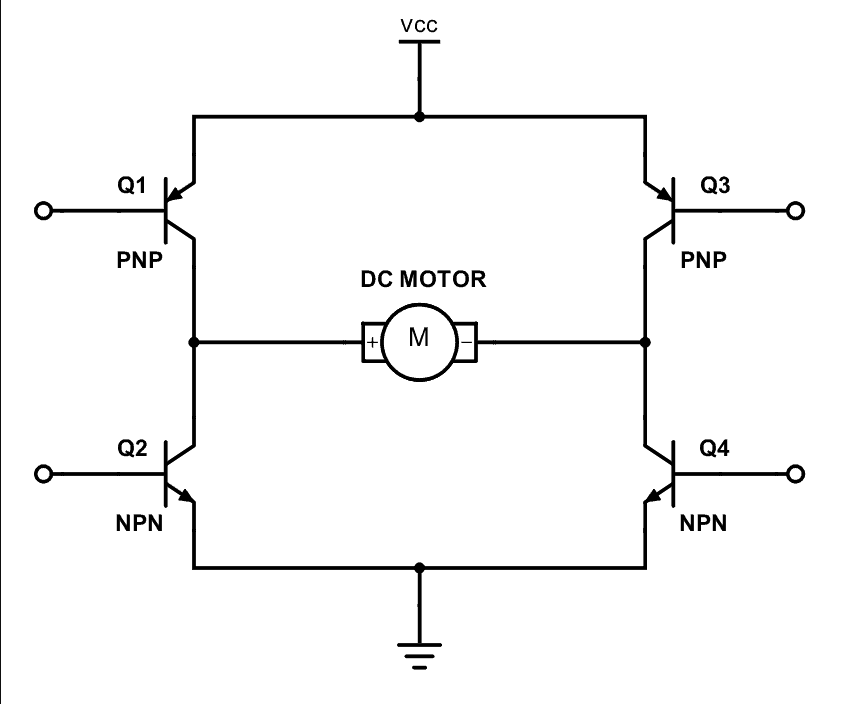 VCC
Q1
Q3
PNP
PNP
DC MOTOR
+ M −
Q2
Q4
NPN
NPN